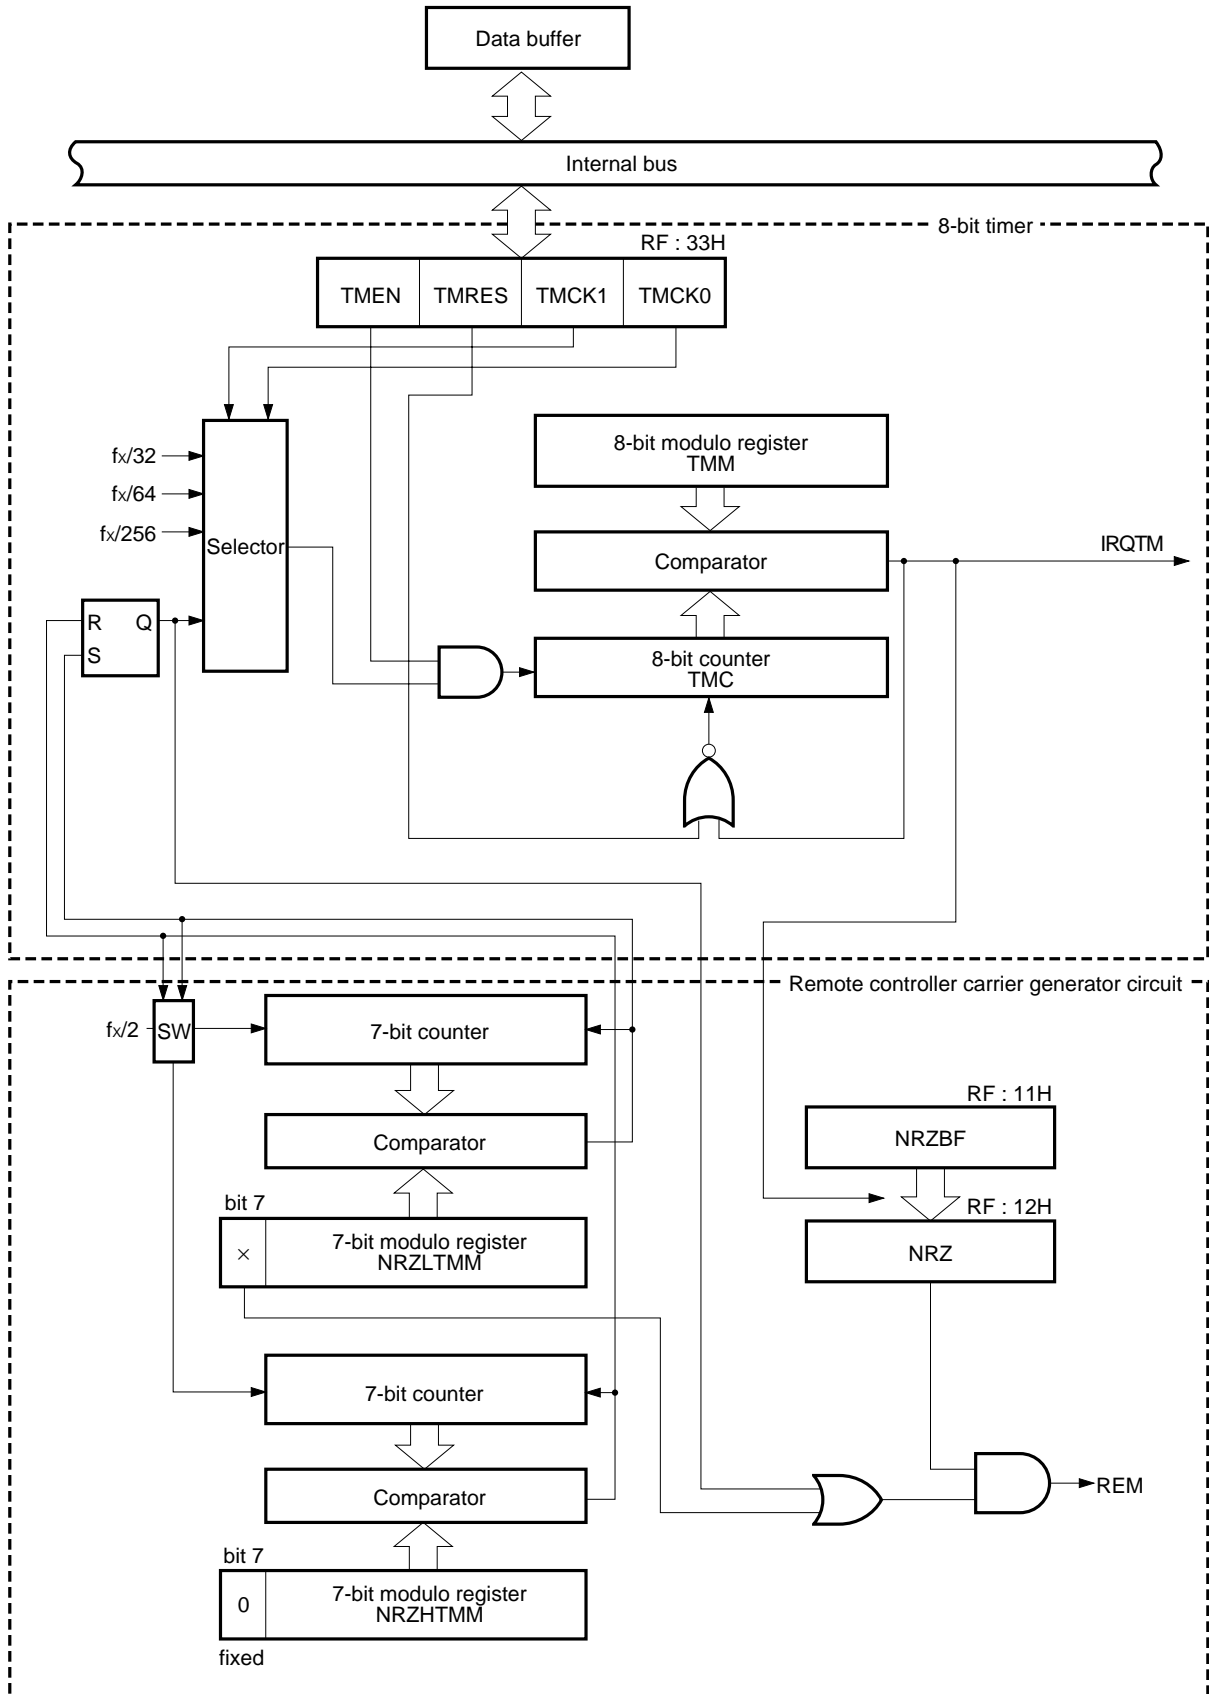 Data buffer
Internal bus
8-bit timer
RF : 33H
TMEN TMRES TMCK1 TMCK0
8-bit modulo register
TMM
fX/32
fX/64
fX/256
Selector
Comparator
IRQTM
R Q
S
8-bit counter
TMC
Remote controller carrier generator circuit
fX/2
SW
7-bit counter
RF : 11H
NRZBF
Comparator
bit 7
RF : 12H
×
7-bit modulo register
NRZLTMM
NRZ
7-bit counter
Comparator
REM
bit 7
0
7-bit modulo register
NRZHTMM
fixed